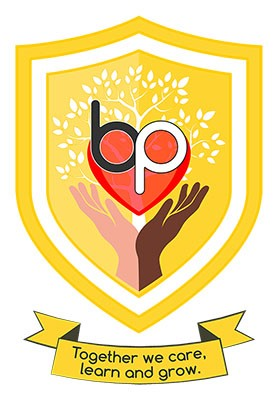 bp
Together we care,
learn and grow.